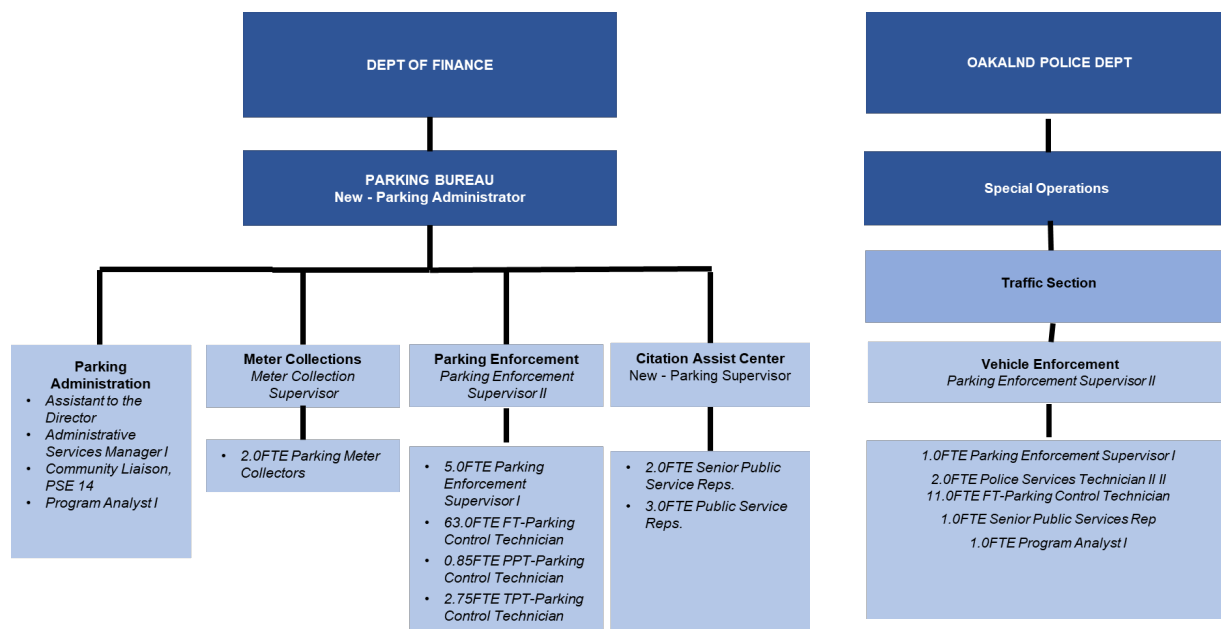 DEPT OF FINANCE
PARKING BUREAU
New - Parking Administrator
Parking
Administration
• Assistant to the
Director
• Administrative
Services Manager I
• Community Liaison,
PSE 14
• Program Analyst I
Meter Collections
Meter Collection
Supervisor
• 2.0FTE Parking Meter
Collectors
Parking Enforcement
Parking Enforcement
Supervisor II
• 5.0FTE Parking
Enforcement
Supervisor I
• 63.0FTE FT-Parking
Control Technician
• 0.85FTE PPT-Parking
Control Technician
• 2.75FTE TPT-Parking
Control Technician
Citation Assist Center
New - Parking Supervisor
• 2.0FTE Senior Public
Service Reps.
• 3.0FTE Public Service
Reps.
OAKALND POLICE DEPT
Special Operations
Traffic Section
Vehicle Enforcement
Parking Enforcement Supervisor II
1.0FTE Parking Enforcement Supervisor I
2.0FTE Police Services Technician II II
11.0FTE FT-Parking Control Technician
1.0FTE Senior Public Services Rep
1.0FTE Program Analyst I